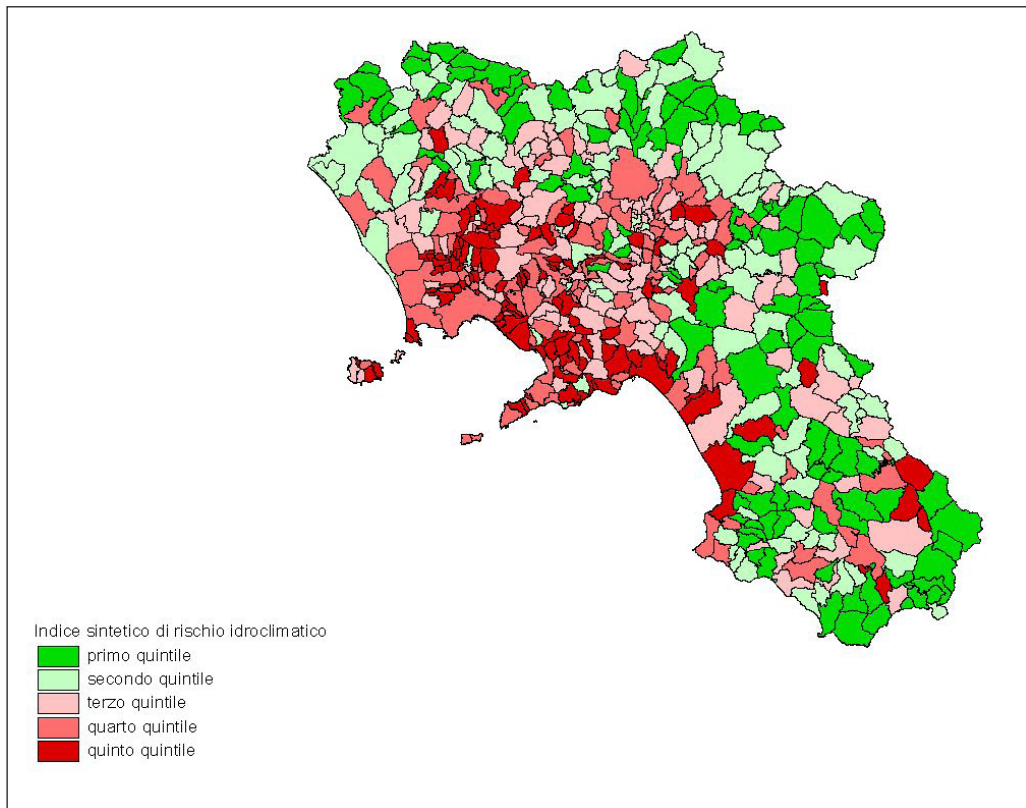 Indice sintetico di rischio idroclimatico
primo quintile
secondo quintile
terzo quintile
quarto quintile
quinto quintile